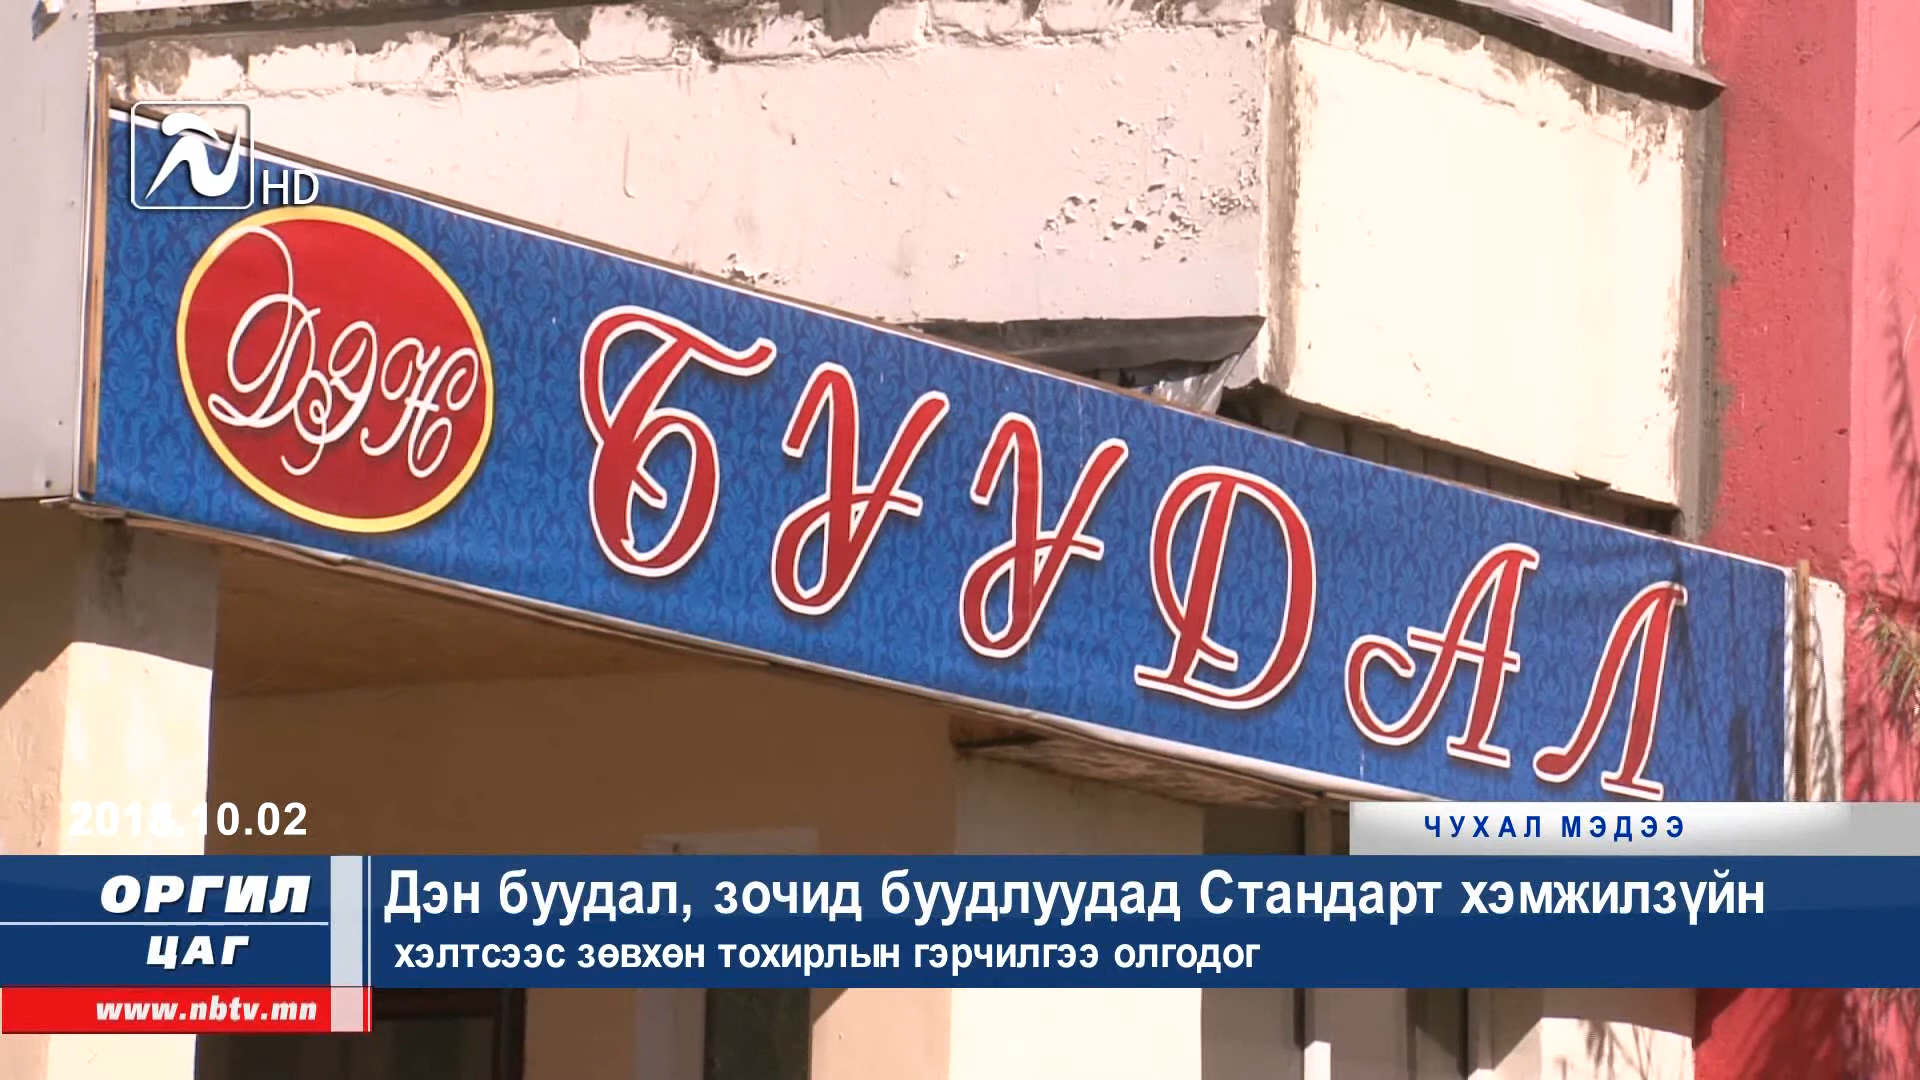 HD
ДЭН БУУДАЛ
2018.10.02
ЧУХАЛ МЭДЭЭ
ОРГИЛ
ЦАГ
Дэн буудал, зочид буудлуудад Стандарт хэмжилзүйн
хэлтсээс зөвхөн тохирлын гэрчилгээ олгодог
www.nbtv.mn